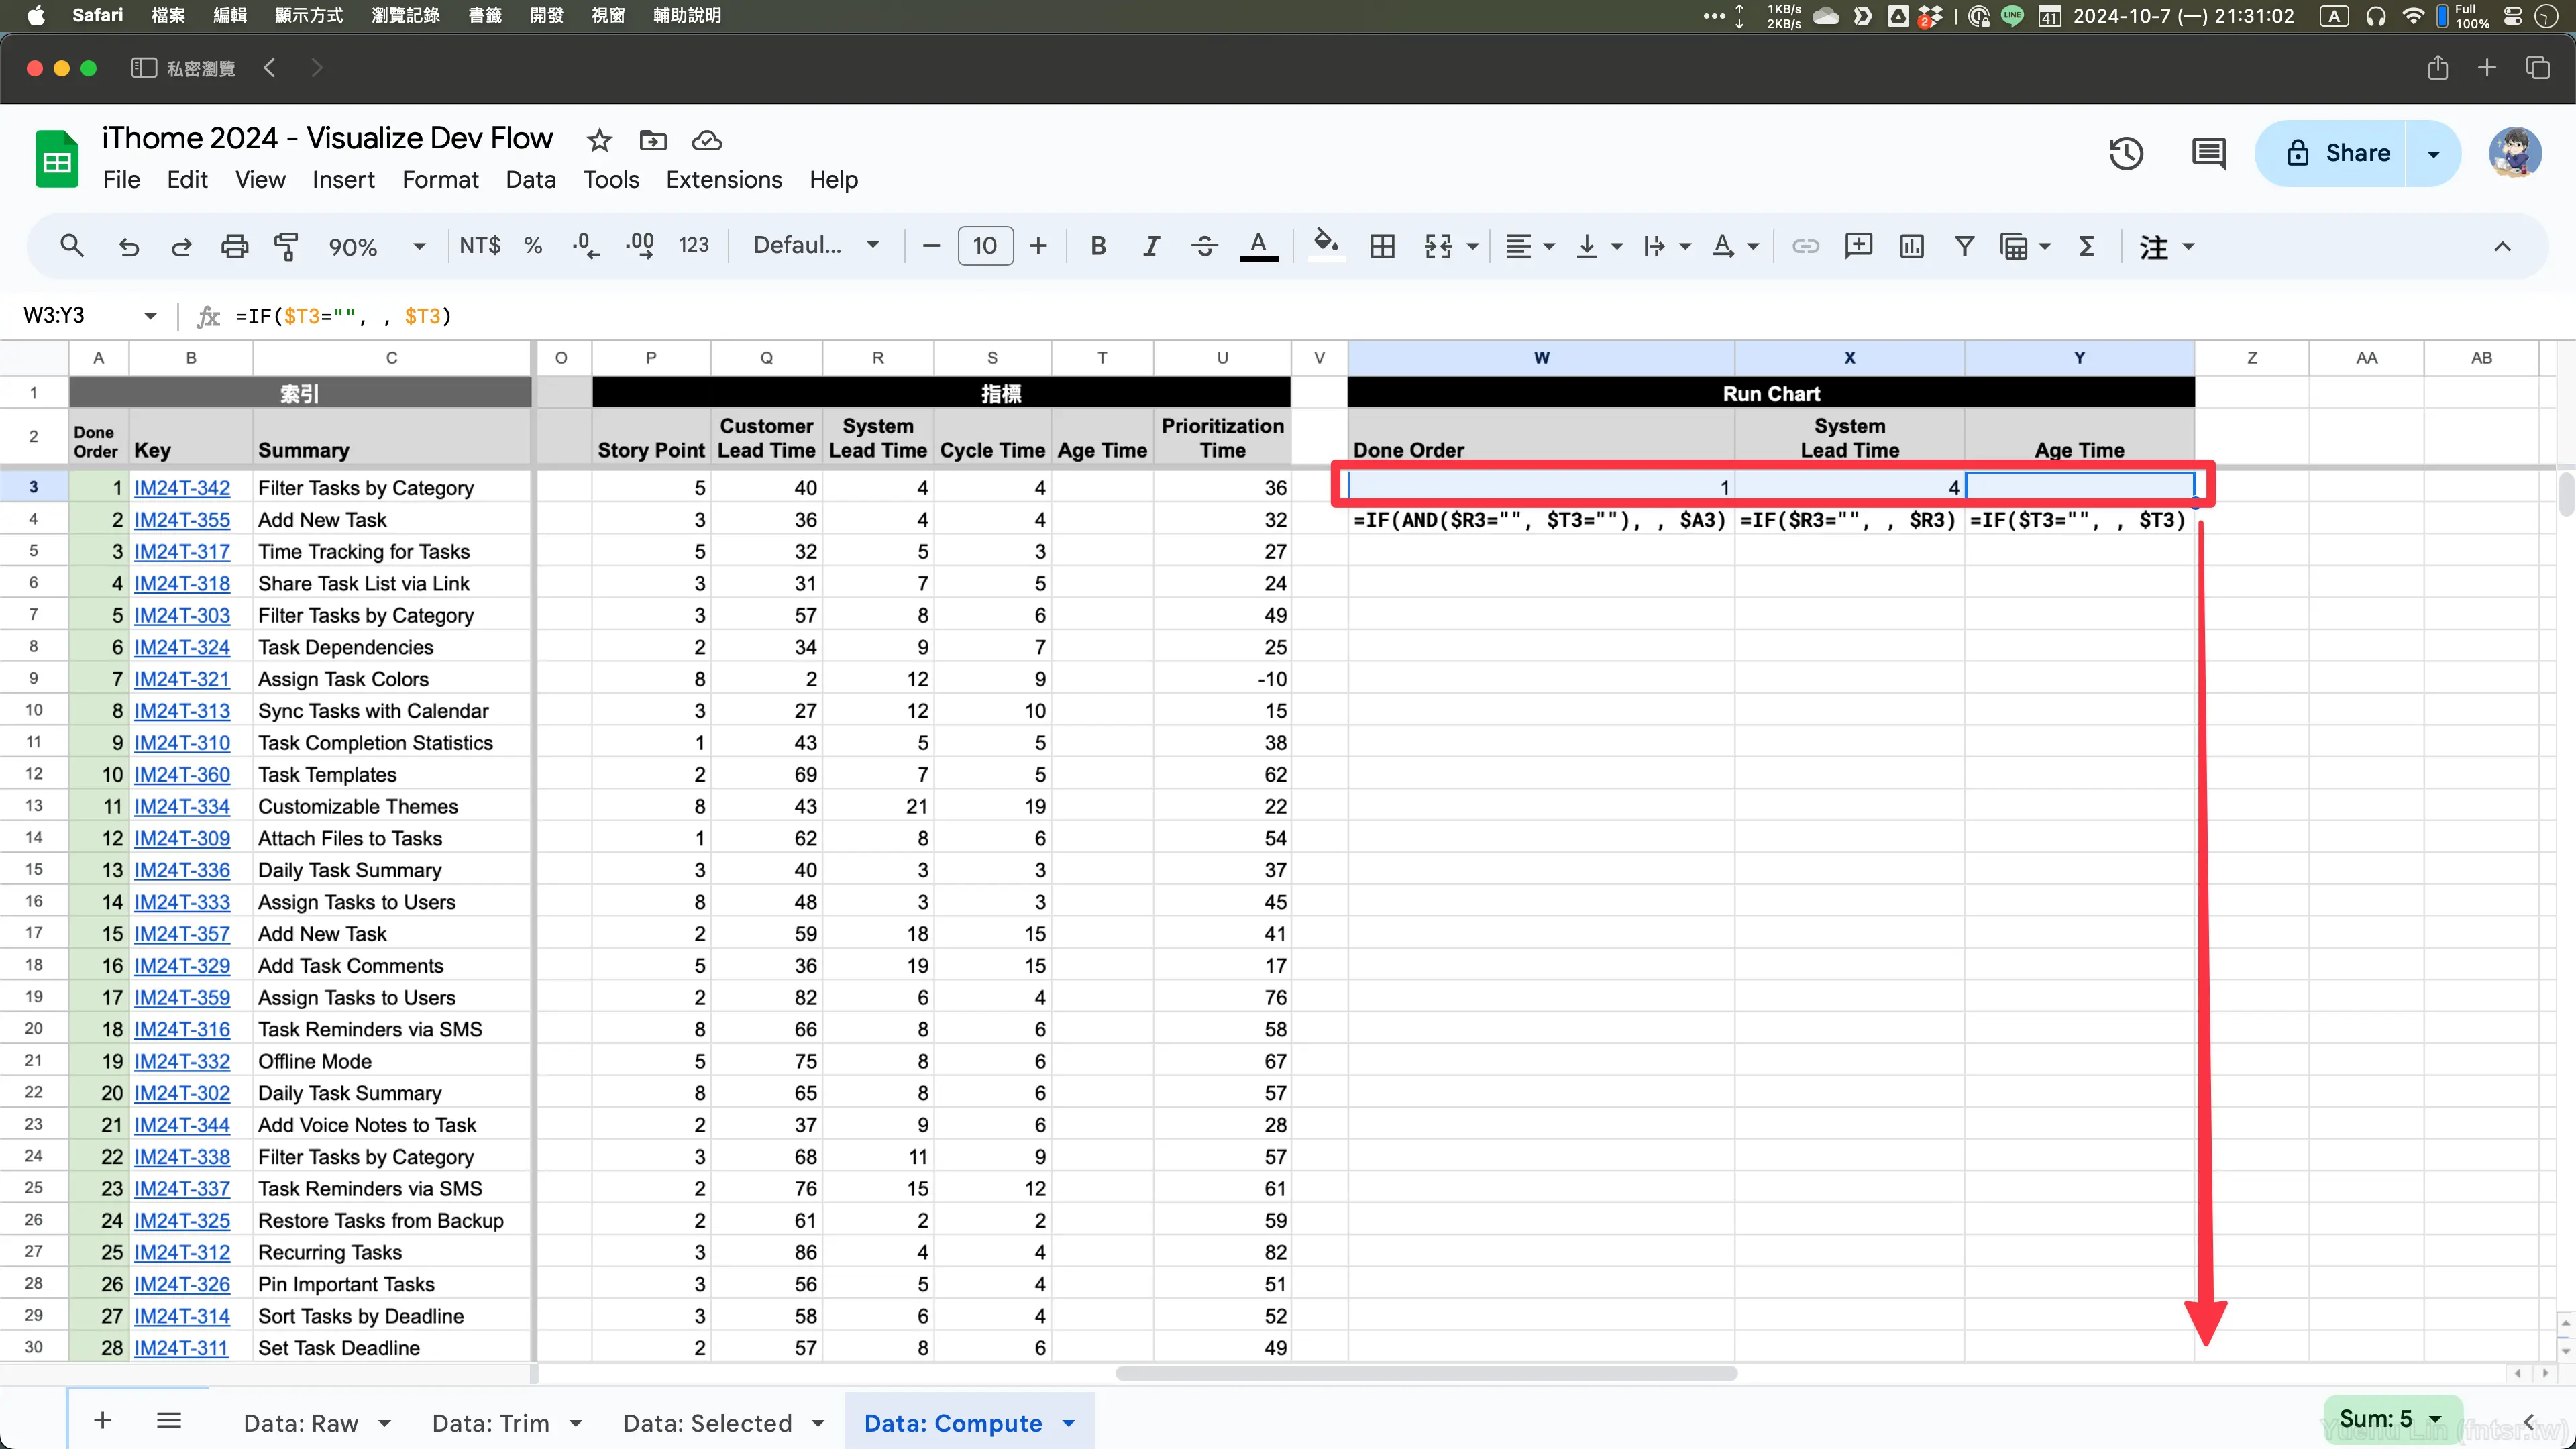 Safari 檔案 編輯 顯示方式 瀏覽記錄 書籤 開發 視窗 輔助說明 1KB/s 2KB/s 2 LINE 41 2024-10-7 (一) 21:31:02 A Full 100%
私密瀏覽
iThome 2024 - Visualize Dev Flow
File Edit View Insert Format Data Tools Extensions Help
Share
90% NT$ % .0 .00 123 Defaul... 10 B I A 注
W3:Y3 fx =IF($T3="", , $T3)
A B C O P Q R S T U V W X Y Z AA AB
1 索引 指標 Run Chart
2 Done Order Key Summary Story Point Customer Lead Time System Lead Time Cycle Time Age Time Prioritization Time Done Order System Lead Time Age Time
3 1 IM24T-342 Filter Tasks by Category 5 40 4 4 36 1 4
4 2 IM24T-355 Add New Task 3 36 4 4 32 =IF(AND($R3="", $T3=""), , $A3) =IF($R3="", , $R3) =IF($T3="", , $T3)
5 3 IM24T-317 Time Tracking for Tasks 5 32 5 3 27
6 4 IM24T-318 Share Task List via Link 3 31 7 5 24
7 5 IM24T-303 Filter Tasks by Category 3 57 8 6 49
8 6 IM24T-324 Task Dependencies 2 34 9 7 25
9 7 IM24T-321 Assign Task Colors 8 2 12 9 -10
10 8 IM24T-313 Sync Tasks with Calendar 3 27 12 10 15
11 9 IM24T-310 Task Completion Statistics 1 43 5 5 38
12 10 IM24T-360 Task Templates 2 69 7 5 62
13 11 IM24T-334 Customizable Themes 8 43 21 19 22
14 12 IM24T-309 Attach Files to Tasks 1 62 8 6 54
15 13 IM24T-336 Daily Task Summary 3 40 3 3 37
16 14 IM24T-333 Assign Tasks to Users 8 48 3 3 45
17 15 IM24T-357 Add New Task 2 59 18 15 41
18 16 IM24T-329 Add Task Comments 5 36 19 15 17
19 17 IM24T-359 Assign Tasks to Users 2 82 6 4 76
20 18 IM24T-316 Task Reminders via SMS 8 66 8 6 58
21 19 IM24T-332 Offline Mode 5 75 8 6 67
22 20 IM24T-302 Daily Task Summary 8 65 8 6 57
23 21 IM24T-344 Add Voice Notes to Task 2 37 9 6 28
24 22 IM24T-338 Filter Tasks by Category 3 68 11 9 57
25 23 IM24T-337 Task Reminders via SMS 2 76 15 12 61
26 24 IM24T-325 Restore Tasks from Backup 2 61 2 2 59
27 25 IM24T-312 Recurring Tasks 3 86 4 4 82
28 26 IM24T-326 Pin Important Tasks 3 56 5 4 51
29 27 IM24T-314 Sort Tasks by Deadline 3 58 6 4 52
30 28 IM24T-311 Set Task Deadline 2 57 8 6 49
Data: Raw Data: Trim Data: Selected Data: Compute Sum: 5
Lin (fntsr.tw)